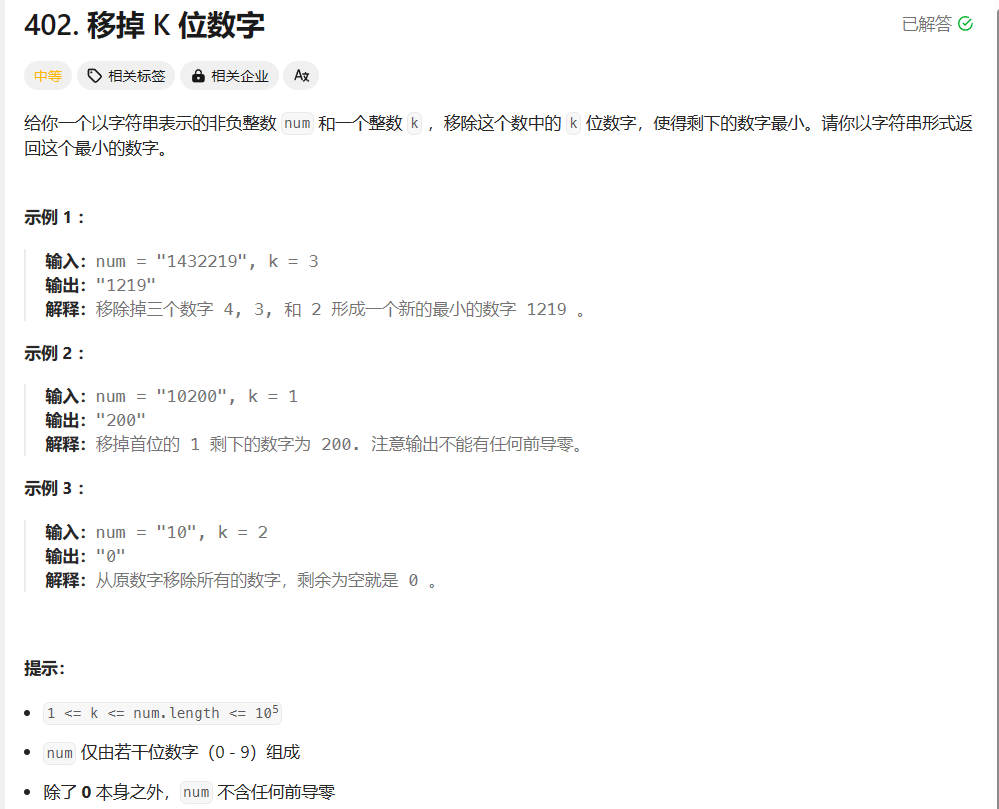 402. 移掉 K 位数字
已解答
中等 相关标签 相关企业 Aあ
给你一个以字符串表示的非负整数 num 和一个整数 k ，移除这个数中的 k 位数字，使得剩下的数字最小。请你以字符串形式返
回这个最小的数字。
示例 1 ：
输入：num = "1432219", k = 3
输出："1219"
解释：移除掉三个数字 4, 3, 和 2 形成一个新的最小的数字 1219 。
示例 2 ：
输入：num = "10200", k = 1
输出："200"
解释：移掉首位的 1 剩下的数字为 200. 注意输出不能有任何前导零。
示例 3 ：
输入：num = "10", k = 2
输出："0"
解释：从原数字移除所有的数字，剩余为空就是 0 。
提示：
• 1 <= k <= num.length <= 10⁵
• num 仅由若干位数字（0 - 9）组成
• 除了 0 本身之外，num 不含任何前导零